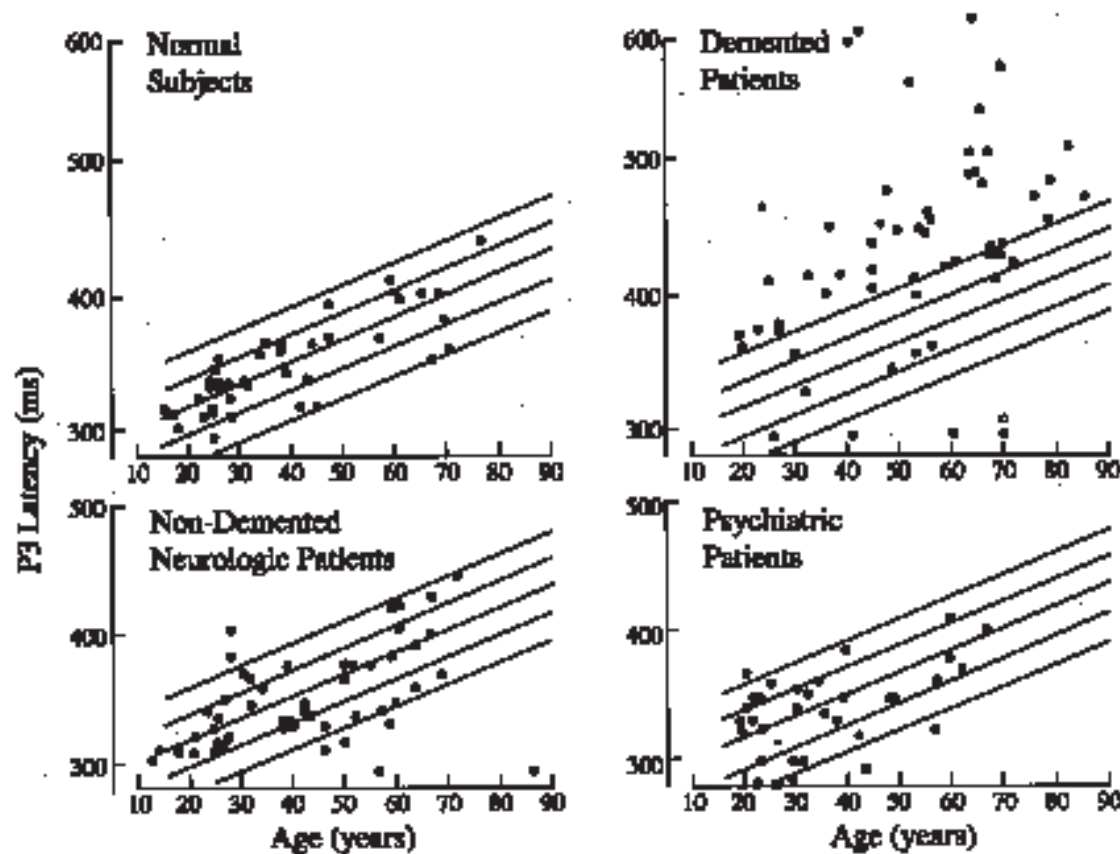 Normal
Subjects
600
500
400
300
10 20 30 40 50 60 70 80 90
Demented
Patients
600
500
400
300
10 20 30 40 50 60 70 80 90
P3 Latency (ms)
Non-Demented
Neurologic Patients
500
400
300
10 20 30 40 50 60 70 80 90
Age (years)
Psychiatric
Patients
500
400
300
10 20 30 40 50 60 70 80 90
Age (years)